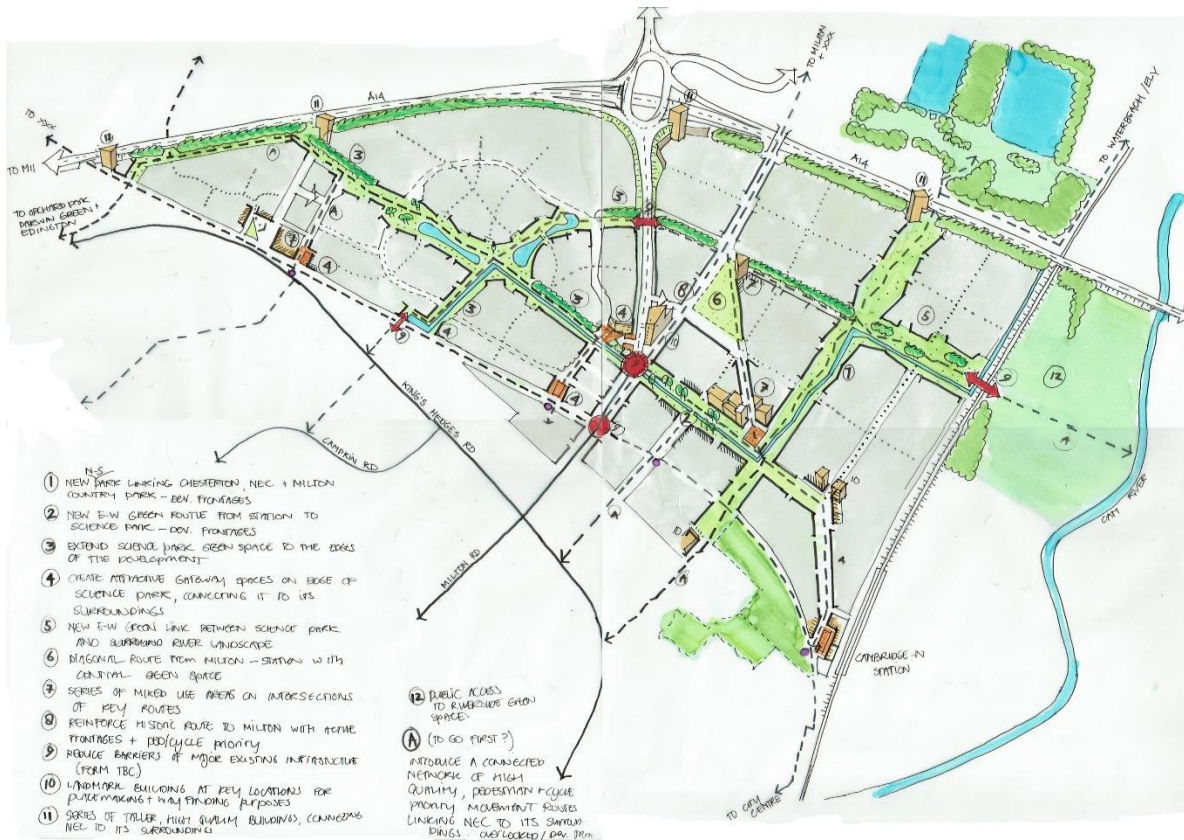 TO MILTON
+ XXX
TO WATERBEACH / ELY
A14
A14
TO XXX
TO M11
TO ORCHARD PARK
DARWIN GREEN +
EDINGTON
KING'S HEDGES RD
CAMPKIN RD
MILTON RD
CAM RIVER
CAMBRIDGE-N
STATION
TO CITY
CENTRE
N-S
① NEW PARK LINKING CHESTERTON, NEC + MILTON
COUNTRY PARK - DEV. FRONTAGES
② NEW E-W GREEN ROUTE FROM STATION TO
SCIENCE PARK - DEV. FRONTAGES
③ EXTEND SCIENCE PARK GREEN SPACE TO THE EDGES
OF THE DEVELOPMENT
④ CREATE ATTRACTIVE GATEWAY SPACES ON EDGE OF
SCIENCE PARK, CONNECTING IT TO ITS
SURROUNDINGS
⑤ NEW E-W GREEN LINK BETWEEN SCIENCE PARK
AND RIVER LANDSCAPE
⑥ DIAGONAL ROUTE FROM MILTON - STATION WITH
CENTRAL GREEN SPACE
⑦ SERIES OF MIXED USE AREAS ON INTERSECTIONS
OF KEY ROUTES
⑧ REINFORCE HISTORIC ROUTE TO MILTON WITH ACTIVE
FRONTAGES + PED/CYCLE PRIORITY
⑨ REDUCE BARRIERS OF MAJOR EXISTING INFRASTRUCTURE
(FORM TBC)
⑩ LANDMARK BUILDING AT KEY LOCATIONS FOR
PLACEMAKING + WAYFINDING PURPOSES
⑪ SERIES OF TALLER, HIGH QUALITY BUILDINGS, CONNECTING
NEC TO ITS SURROUNDINGS
⑫ PUBLIC ACCESS
TO RIVERSIDE GREEN
SPACE.
Ⓐ (TO GO FIRST?)
INTRODUCE A CONNECTED
NETWORK OF HIGH
QUALITY, PEDESTRIAN + CYCLE
PRIORITY MOVEMENT ROUTES
LINKING NEC TO ITS SURROUN
DINGS. OVERLOOKED / DEV.